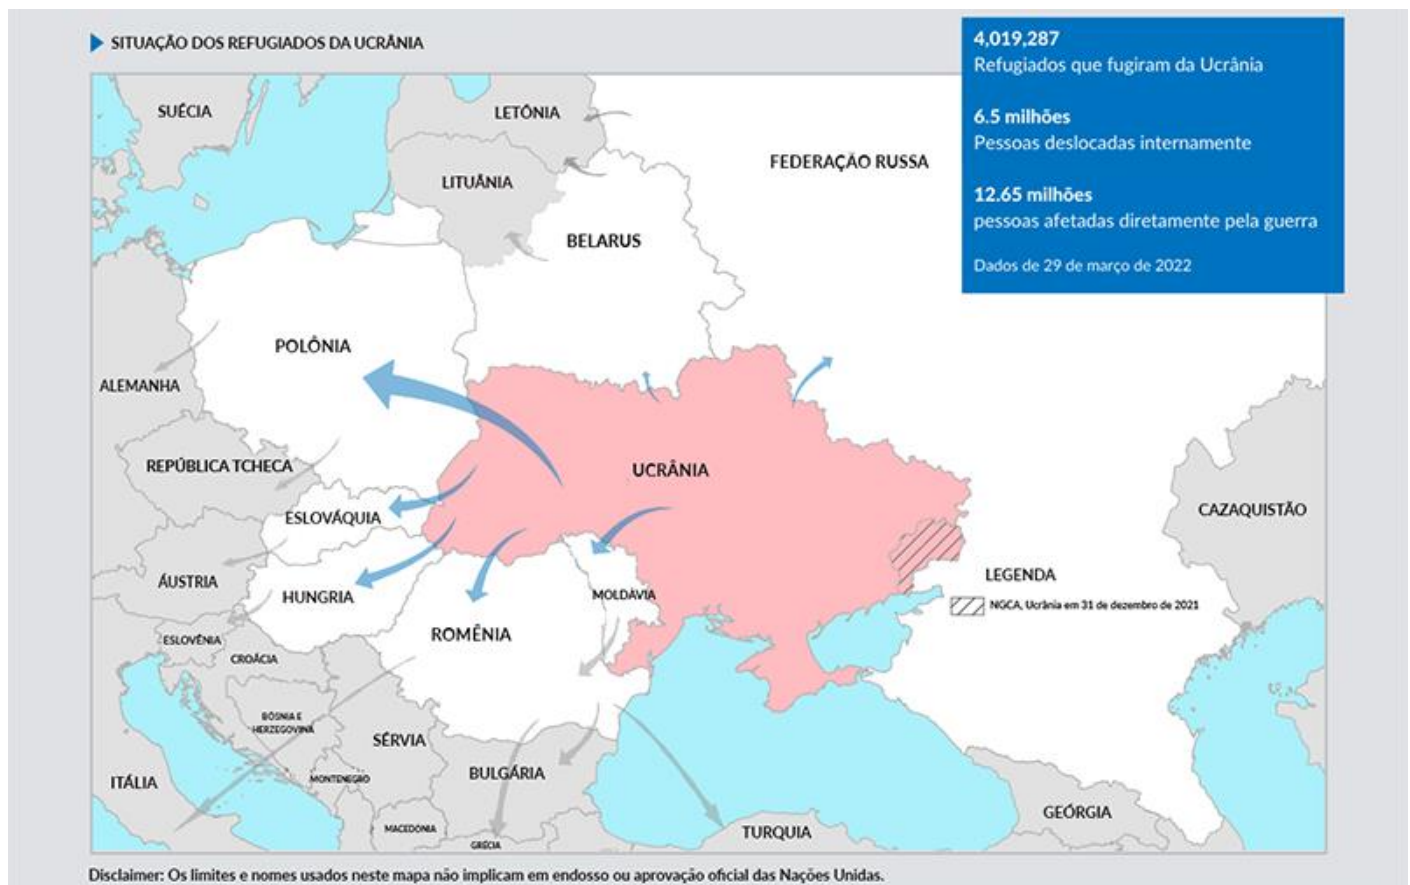 SITUAÇÃO DOS REFUGIADOS DA UCRÂNIA
4,019,287
Refugiados que fugiram da Ucrânia
6.5 milhões
Pessoas deslocadas internamente
12.65 milhões
pessoas afetadas diretamente pela guerra
Dados de 29 de março de 2022
SUÉCIA
LETÔNIA
FEDERAÇÃO RUSSA
LITUÂNIA
BELARUS
POLÔNIA
ALEMANHA
REPÚBLICA TCHECA
UCRÂNIA
ESLOVÁQUIA
CAZAQUISTÃO
ÁUSTRIA
HUNGRIA
MOLDÁVIA
LEGENDA
NGCA, Ucrânia em 31 de dezembro de 2021
ROMÊNIA
ESLOVÊNIA
CROÁCIA
BÓSNIA E
HERZEGOVINA
SÉRVIA
ITÁLIA
MONTENEGRO
BULGÁRIA
GEÓRGIA
MACEDONIA
TURQUIA
GRÉCIA
Disclaimer: Os limites e nomes usados neste mapa não implicam em endosso ou aprovação oficial das Nações Unidas.